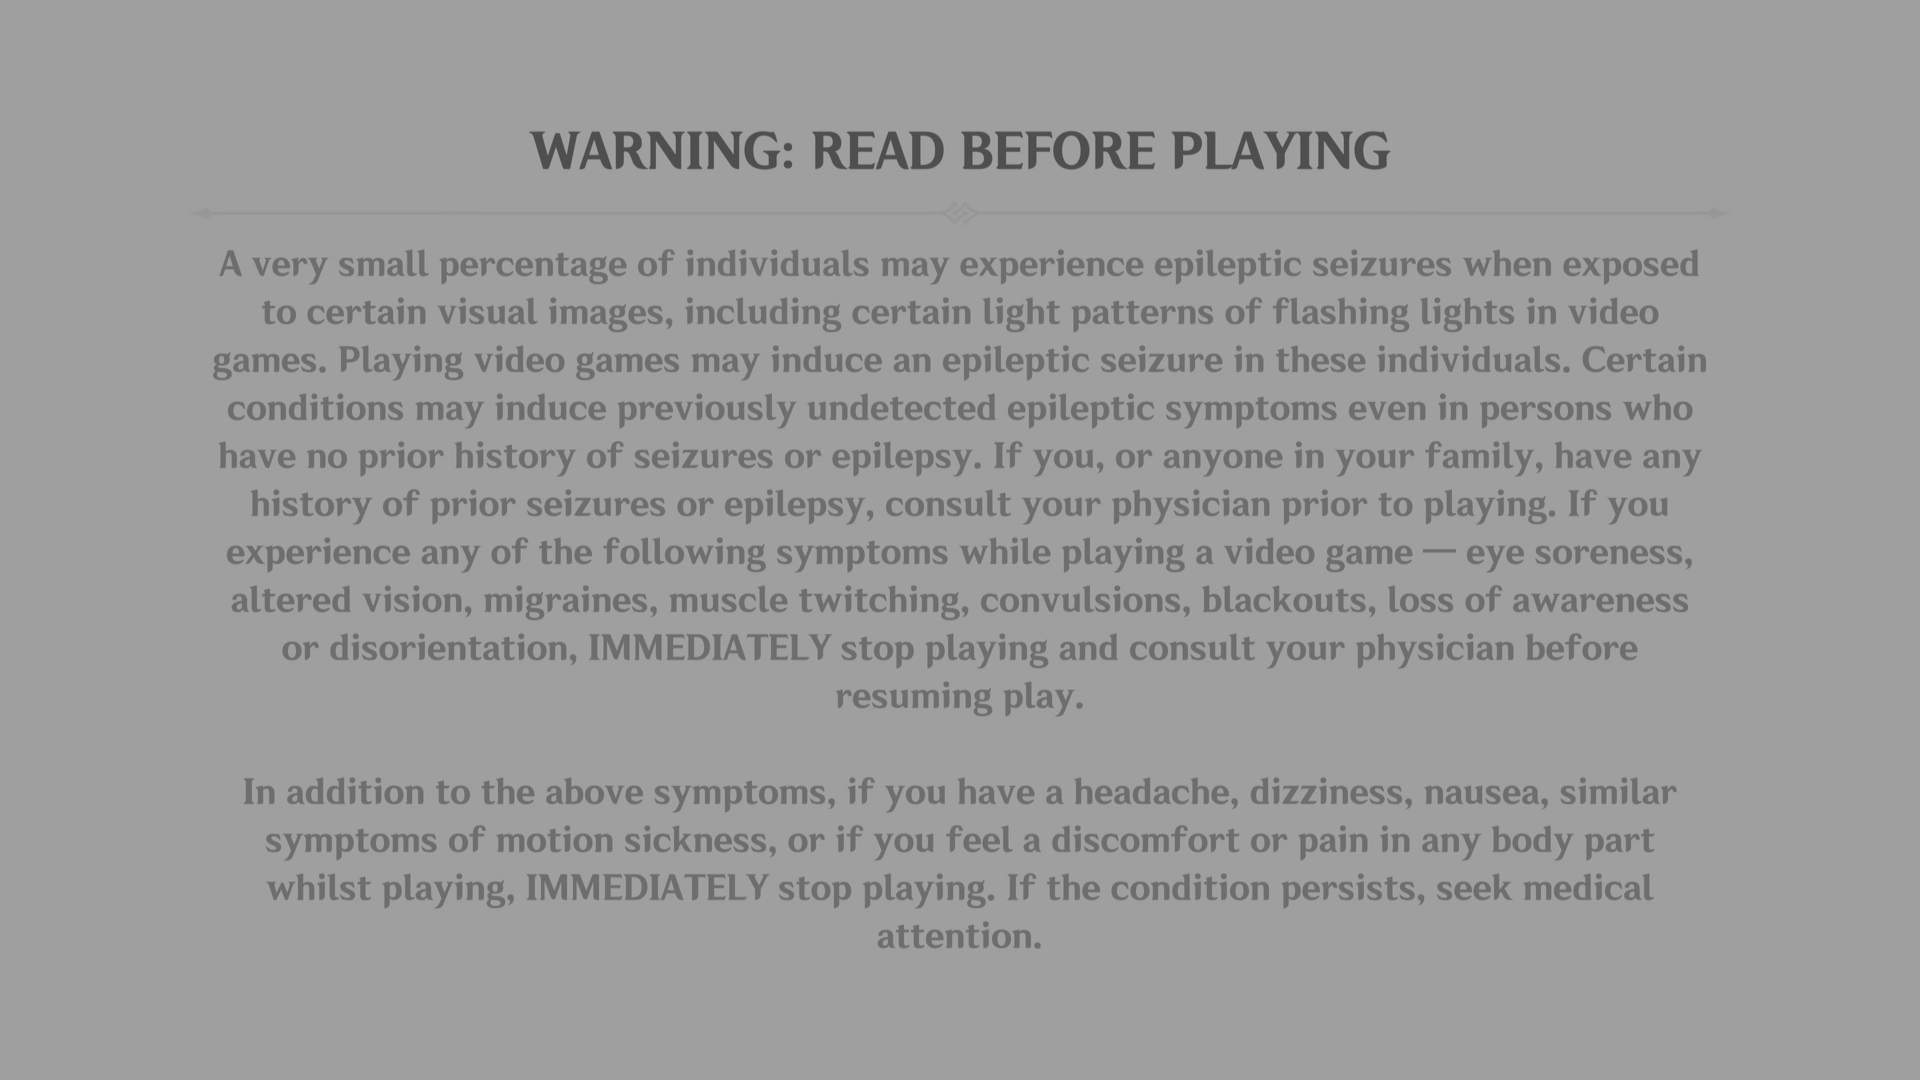 WARNING: READ BEFORE PLAYING
A very small percentage of individuals may experience epileptic seizures when exposed
to certain visual images, including certain light patterns of flashing lights in video
games. Playing video games may induce an epileptic seizure in these individuals. Certain
conditions may induce previously undetected epileptic symptoms even in persons who
have no prior history of seizures or epilepsy. If you, or anyone in your family, have any
history of prior seizures or epilepsy, consult your physician prior to playing. If you
experience any of the following symptoms while playing a video game — eye soreness,
altered vision, migraines, muscle twitching, convulsions, blackouts, loss of awareness
or disorientation, IMMEDIATELY stop playing and consult your physician before
resuming play.
In addition to the above symptoms, if you have a headache, dizziness, nausea, similar
symptoms of motion sickness, or if you feel a discomfort or pain in any body part
whilst playing, IMMEDIATELY stop playing. If the condition persists, seek medical
attention.